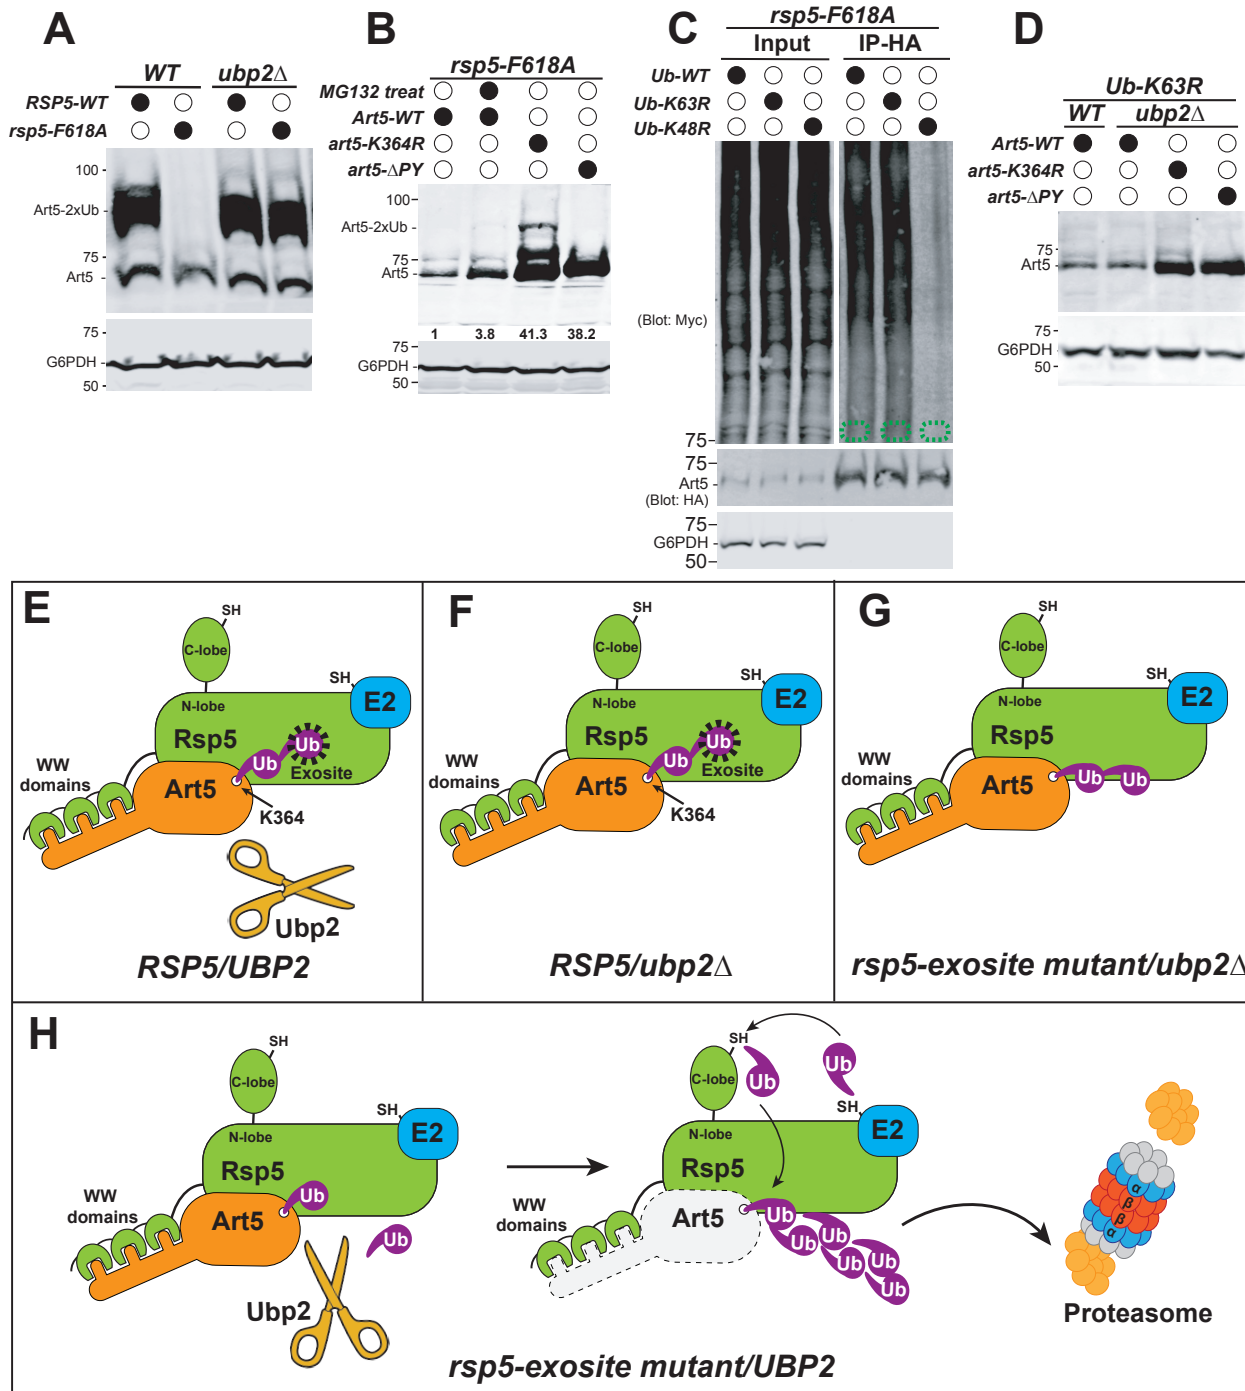 A
WT ubp2Δ
RSP5-WT
rsp5-F618A
100
Art5-2xUb
75
Art5
75
G6PDH
50
B
rsp5-F618A
MG132 treat
Art5-WT
art5-K364R
art5-ΔPY
100
Art5-2xUb
75
Art5
1 3.8 41.3 38.2
75
G6PDH
50
C
rsp5-F618A
Input IP-HA
Ub-WT
Ub-K63R
Ub-K48R
(Blot: Myc)
75
75
Art5
(Blot: HA)
75
G6PDH
50
D
Ub-K63R
WT ubp2Δ
Art5-WT
art5-K364R
art5-ΔPY
75
Art5
75
G6PDH
50
E
SH
C-lobe
SH
E2
N-lobe
Rsp5
Ub
Ub
Exosite
WW
domains
Art5
K364
Ubp2
RSP5/UBP2
F
SH
C-lobe
SH
E2
N-lobe
Rsp5
Ub
Ub
Exosite
WW
domains
Art5
K364
RSP5/ubp2Δ
G
SH
C-lobe
SH
E2
N-lobe
Rsp5
WW
domains
Art5
Ub Ub
rsp5-exosite mutant/ubp2Δ
H
SH
C-lobe
SH
E2
N-lobe
Rsp5
Ub
WW
domains
Art5
Ub
Ubp2
SH
C-lobe
Ub
Ub
SH
E2
N-lobe
Rsp5
WW
domains
Art5
Ub
Ub
Ub
Ub
Ub
Ub
α
β
β
α
Proteasome
rsp5-exosite mutant/UBP2